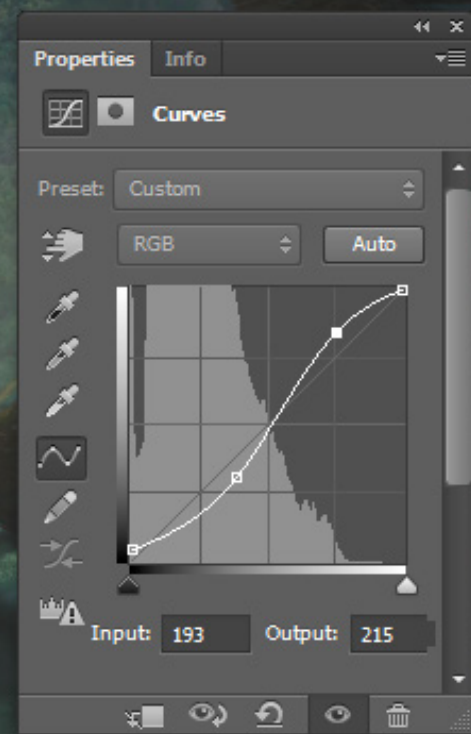 Properties Info
Curves
Preset: Custom
RGB Auto
Input: 193 Output: 215